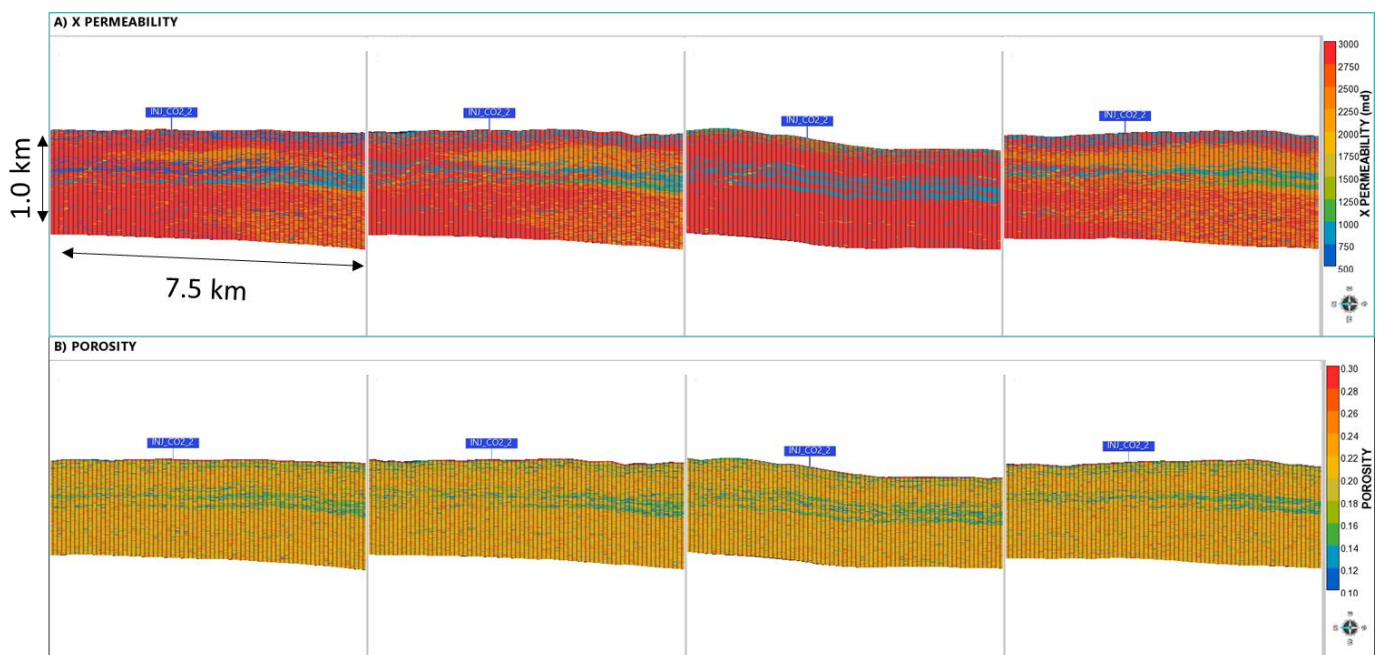 A) X PERMEABILITY
INJ_CO2_2
INJ_CO2_2
INJ_CO2_2
INJ_CO2_2
1.0 km
7.5 km
3000
2750
2500
2250
2000
1750
1500
1250
1000
750
500
X PERMEABILITY (md)
B) POROSITY
INJ_CO2_2
INJ_CO2_2
INJ_CO2_2
INJ_CO2_2
0.30
0.28
0.26
0.24
0.22
0.20
0.18
0.16
0.14
0.12
0.10
POROSITY